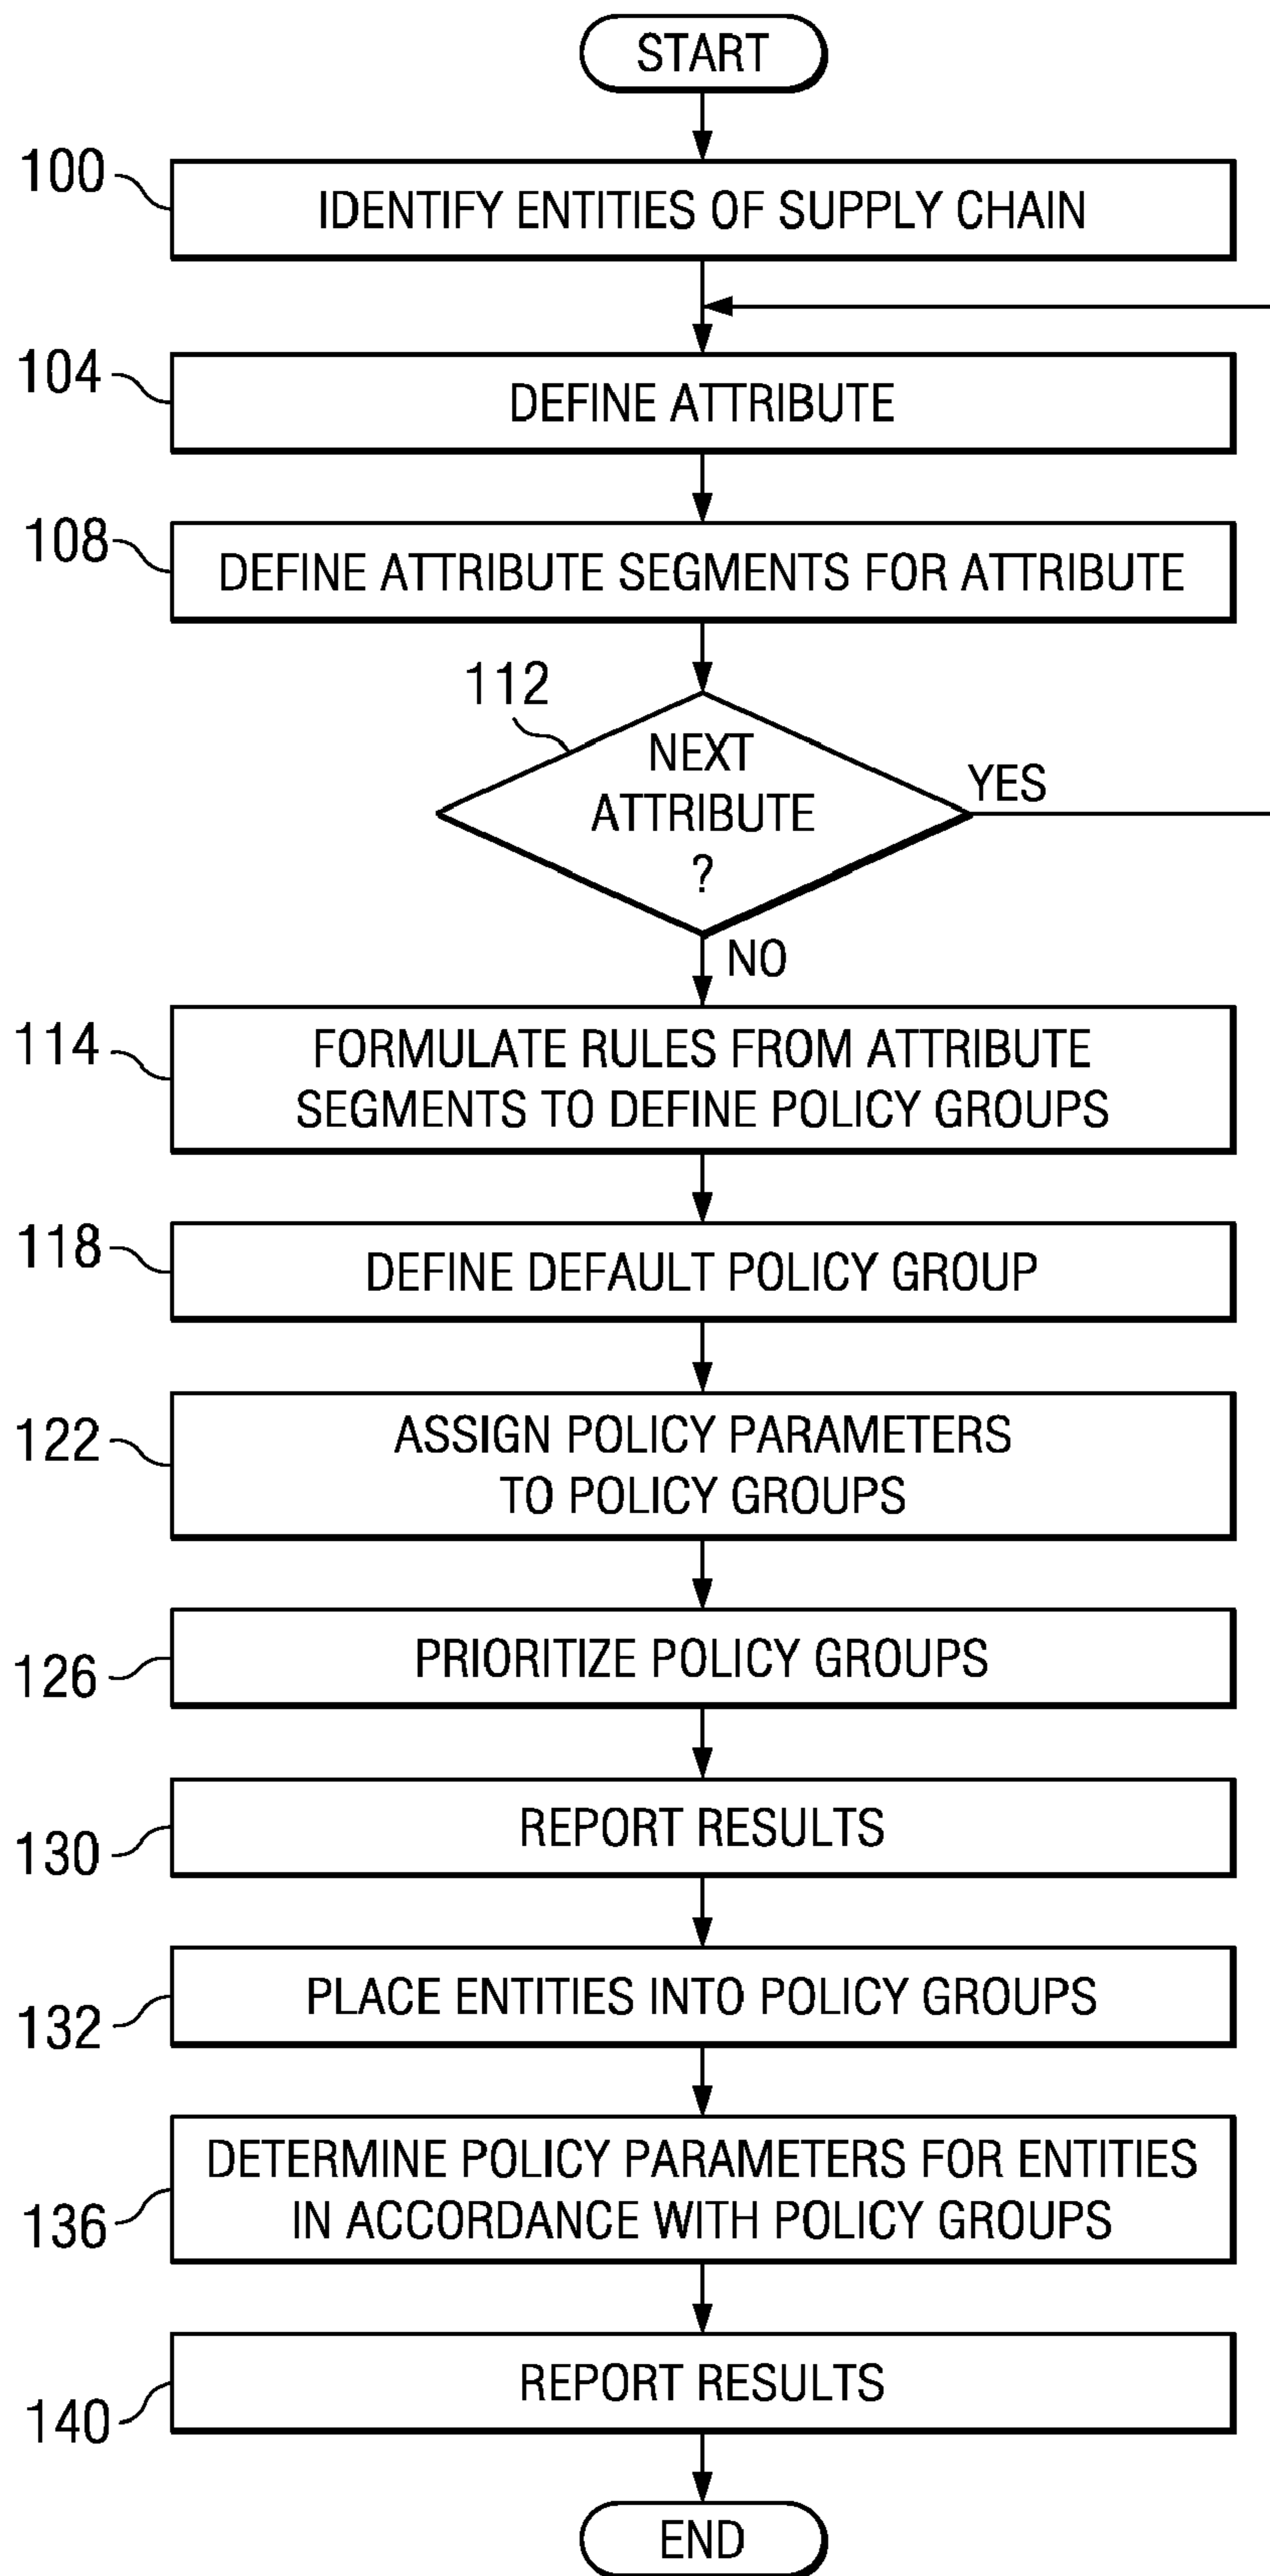 START
100
IDENTIFY ENTITIES OF SUPPLY CHAIN
104
DEFINE ATTRIBUTE
108
DEFINE ATTRIBUTE SEGMENTS FOR ATTRIBUTE
112
NEXT
ATTRIBUTE
?
YES
NO
114
FORMULATE RULES FROM ATTRIBUTE
SEGMENTS TO DEFINE POLICY GROUPS
118
DEFINE DEFAULT POLICY GROUP
122
ASSIGN POLICY PARAMETERS
TO POLICY GROUPS
126
PRIORITIZE POLICY GROUPS
130
REPORT RESULTS
132
PLACE ENTITIES INTO POLICY GROUPS
136
DETERMINE POLICY PARAMETERS FOR ENTITIES
IN ACCORDANCE WITH POLICY GROUPS
140
REPORT RESULTS
END